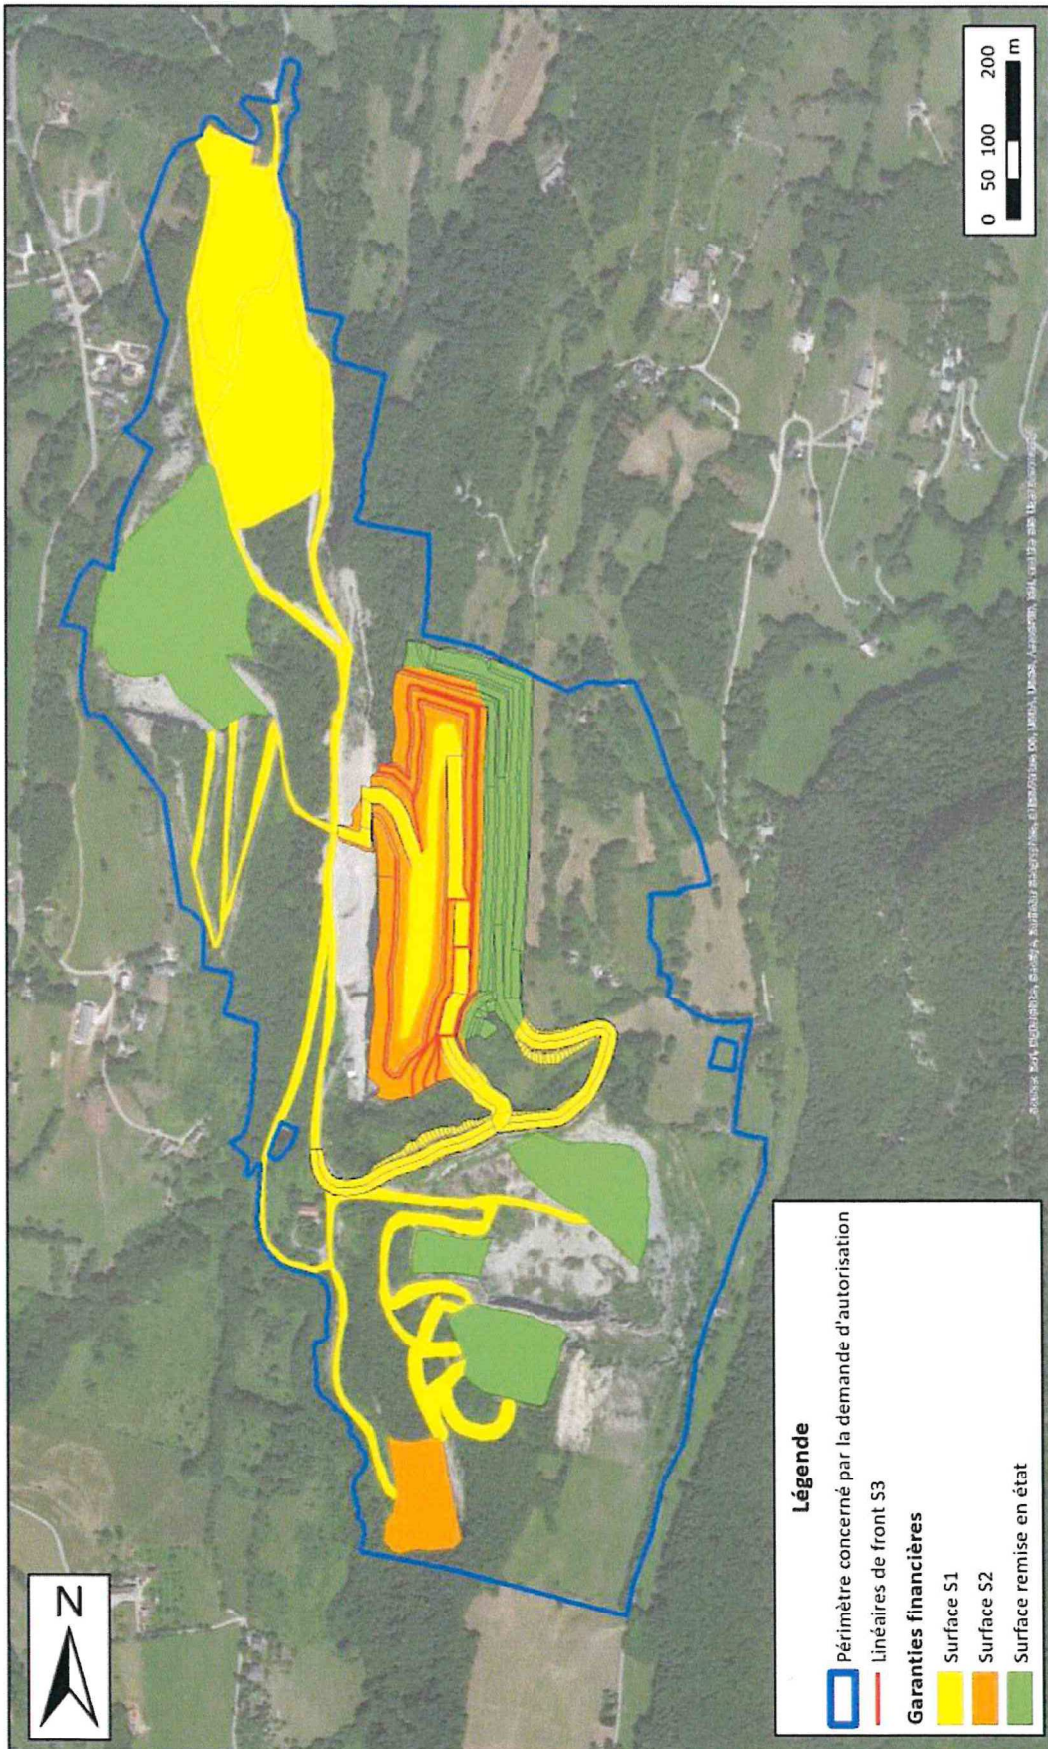 N
0 50 100 200
m
Légende
Périmètre concerné par la demande d'autorisation
Linéaires de front S3
Garanties financières
Surface S1
Surface S2
Surface remise en état